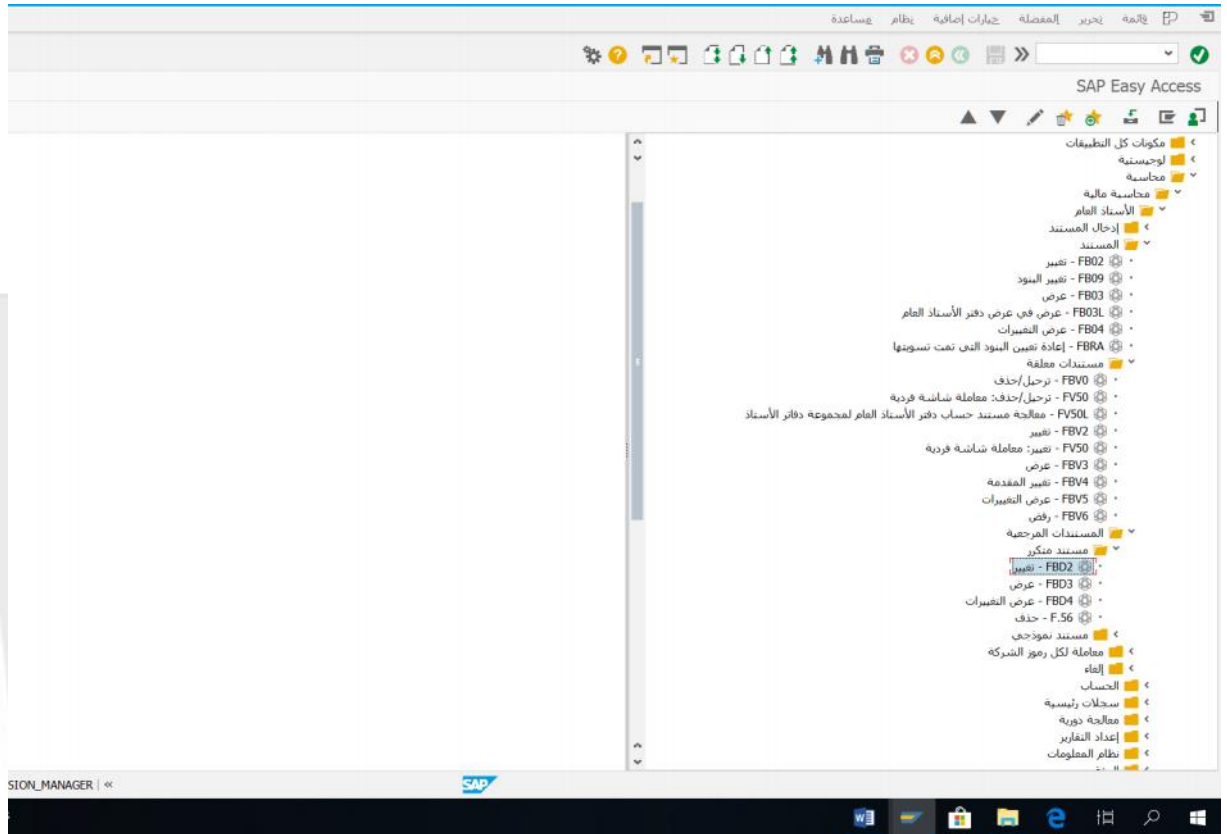 قائمة تحرير المفضلة خيارات إضافية نظام مساعدة
SAP Easy Access
مكونات كل التطبيقات
لوجيستية
محاسبة
محاسبة مالية
الأستاذ العام
إدخال المستند
المستند
FB02 - تغيير
FB09 - تغيير البنود
FB03 - عرض
FB03L - عرض في عرض دفتر الأستاذ العام
FB04 - عرض التغييرات
FBRA - إعادة تعيين البنود التي تمت تسويتها
مستندات معلقة
FBV0 - ترحيل/حذف
FV50 - ترحيل/حذف: معاملة شاشة فردية
FV50L - معالجة مستند حساب دفتر الأستاذ العام لمجموعة دفاتر الأستاذ
FBV2 - تغيير
FV50 - تغيير: معاملة شاشة فردية
FBV3 - عرض
FBV4 - تغيير المقدمة
FBV5 - عرض التغييرات
FBV6 - رفض
المستندات المرجعية
مستند متكرر
FBD2 - تغيير
FBD3 - عرض
FBD4 - عرض التغييرات
F.56 - حذف
مستند نموذجي
معاملة لكل رموز الشركة
إلغاء
الحساب
سجلات رئيسية
معالجة دورية
إعداد التقارير
نظام المعلومات
SION_MANAGER
SAP